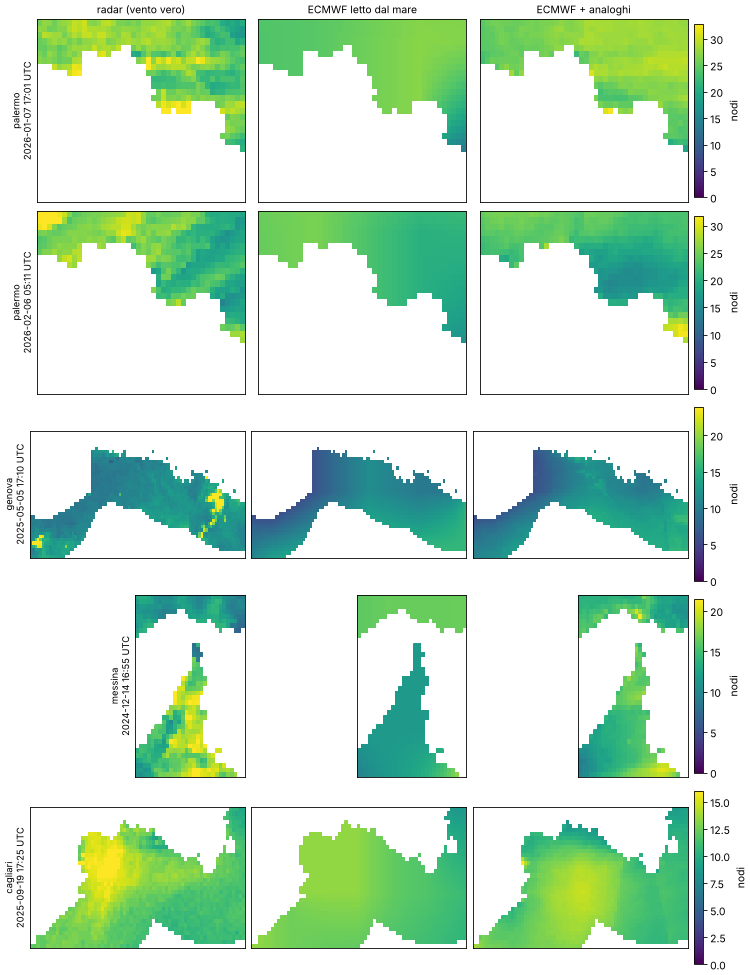 radar (vento vero)
ECMWF letto dal mare
ECMWF + analoghi
palermo
2026-01-07 17:01 UTC
30
25
20
15
10
5
0
nodi
palermo
2026-02-06 05:11 UTC
30
25
20
15
10
5
0
nodi
genova
2025-05-05 17:10 UTC
20
15
10
5
0
nodi
messina
2024-12-14 16:55 UTC
20
15
10
5
0
nodi
cagliari
2025-09-19 17:25 UTC
15.0
12.5
10.0
7.5
5.0
2.5
0.0
nodi